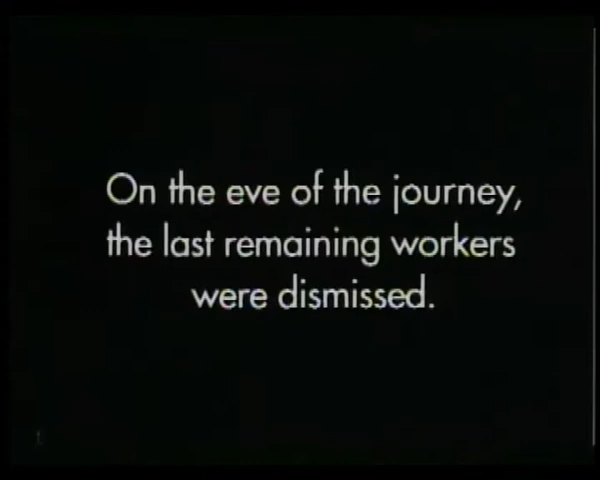 On the eve of the journey,
the last remaining workers
were dismissed.